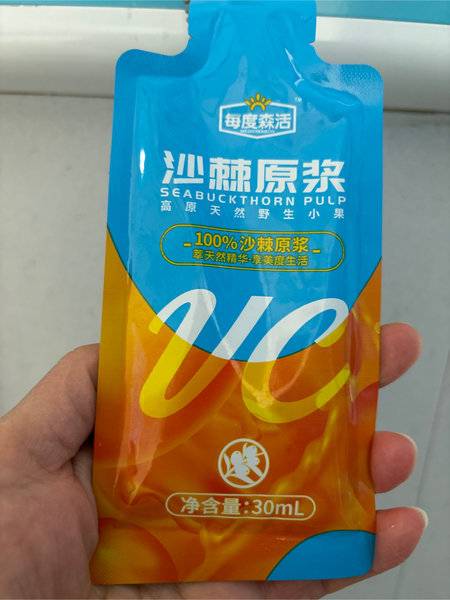 每度森活
沙棘原浆
SEABUCKTHORN PULP
高原天然野生小果
100%沙棘原浆
萃天然精华·享美度生活
VC
净含量:30mL